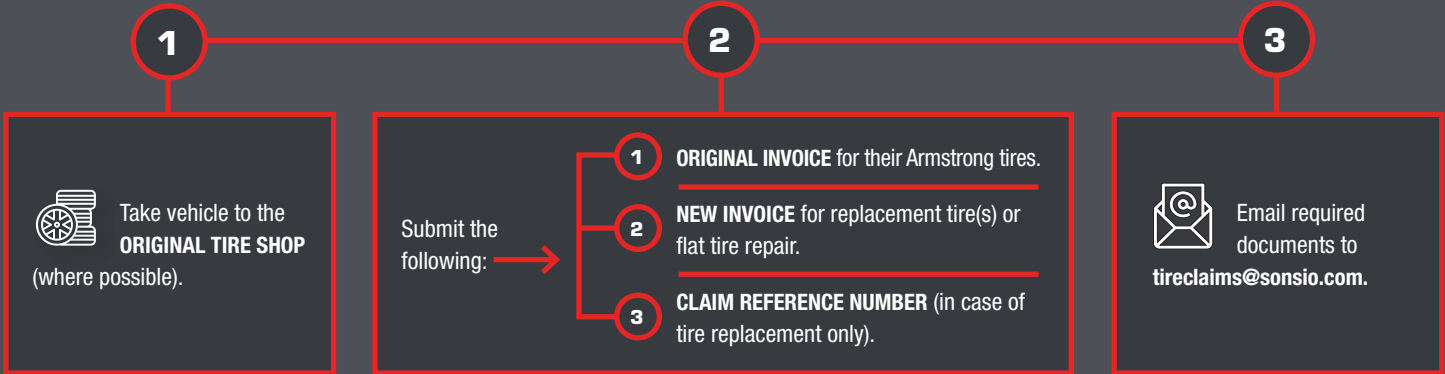 1
2
3
Take vehicle to the
ORIGINAL TIRE SHOP
(where possible).
Submit the
following:
1
ORIGINAL INVOICE for their Armstrong tires.
2
NEW INVOICE for replacement tire(s) or
flat tire repair.
3
CLAIM REFERENCE NUMBER (in case of
tire replacement only).
@
Email required
documents to
tireclaims@sonsio.com.